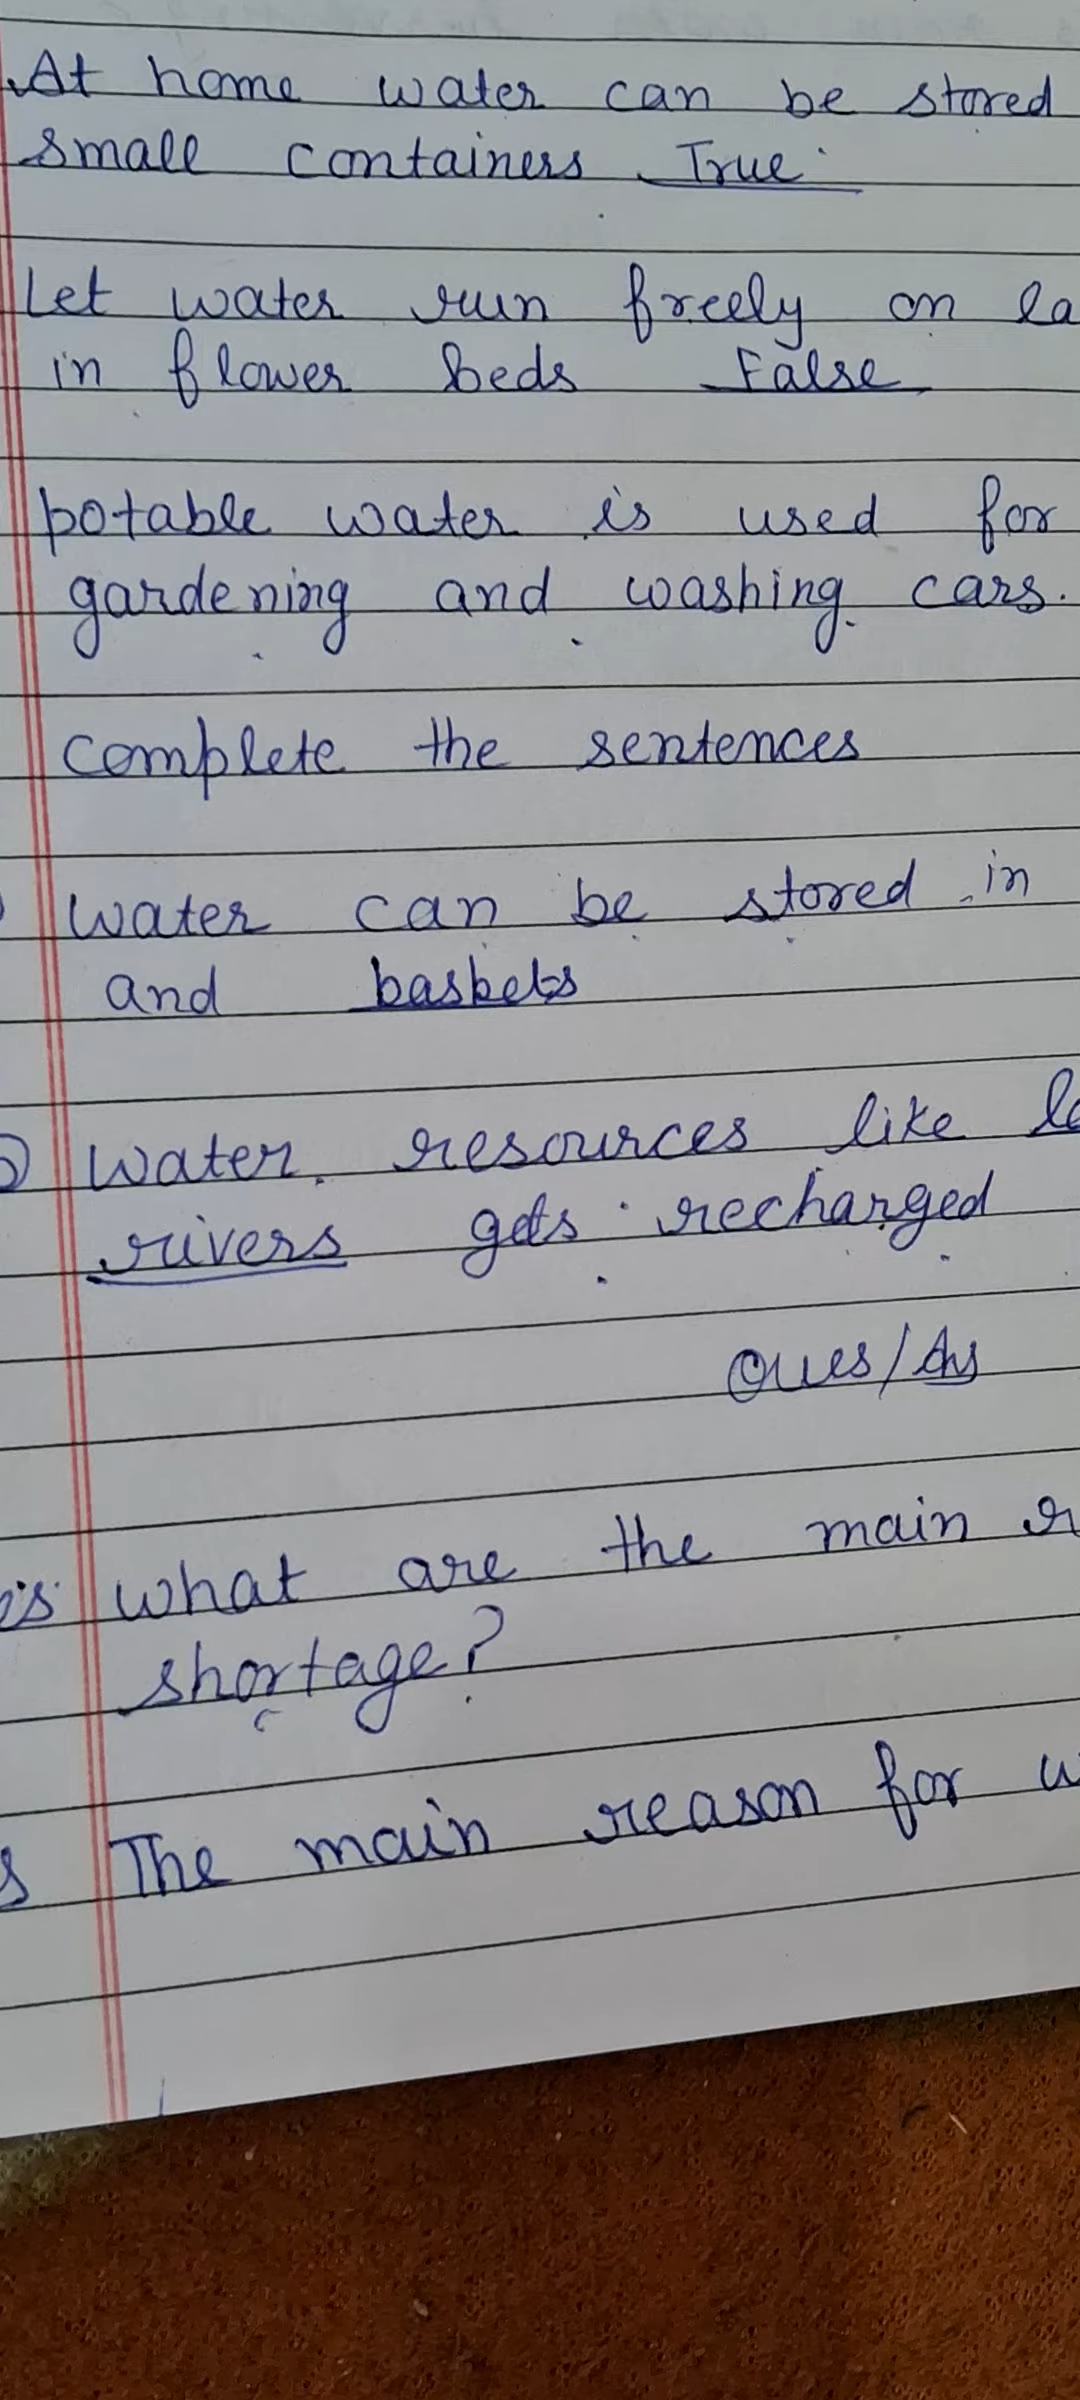 At home water can be stored
small containers True
Let water run freely on la
in flower beds False
potable water is used for
gardening and washing cars.
Complete the sentences
water can be stored in
and baskets
water resources like la
rivers gets recharged
Ques/Ans
what are the main r
shortage?
The main reason for w